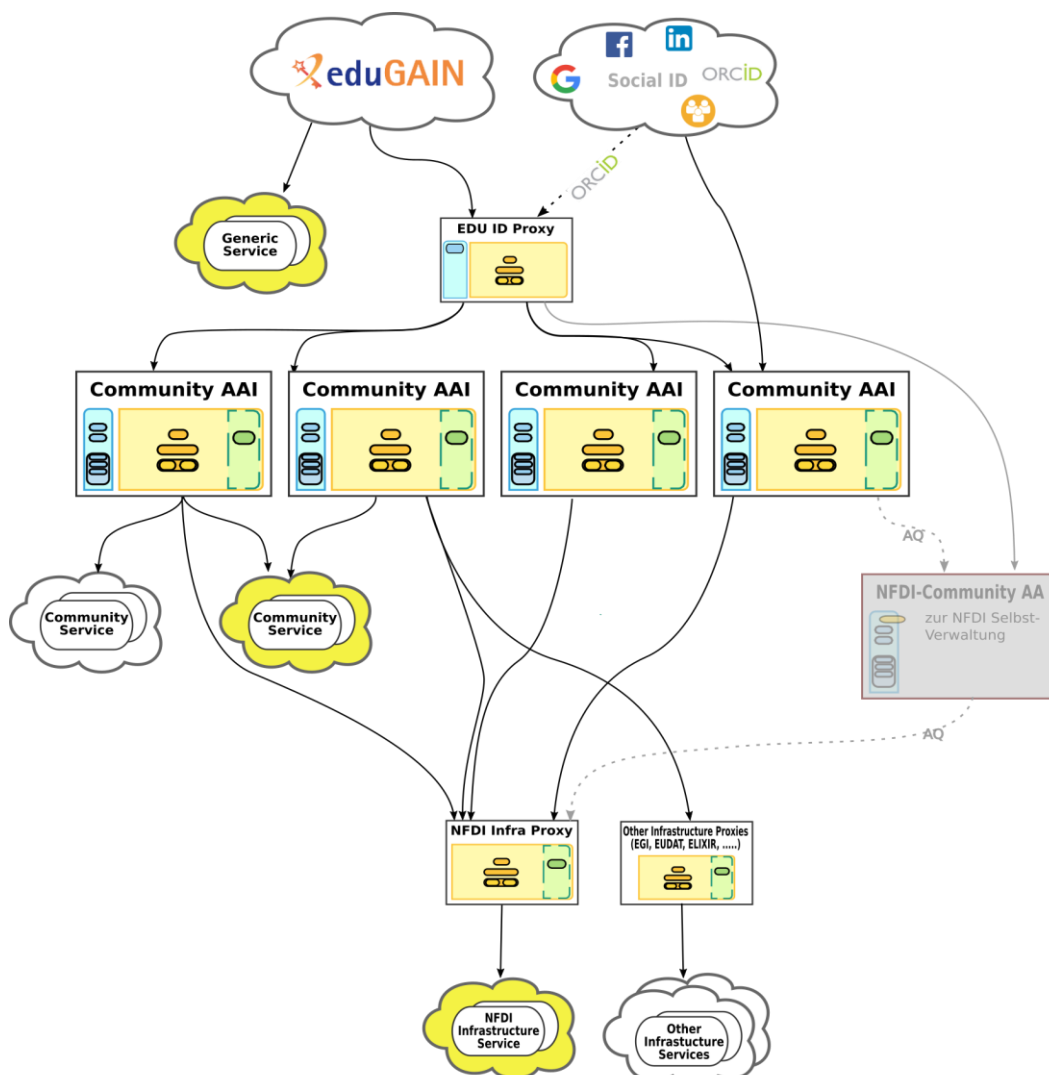 eduGAIN
Social ID
ORCiD
ORCiD
EDU ID Proxy
Generic
Service
Community AAI
Community AAI
Community AAI
Community AAI
AQ
Community
Service
Community
Service
NFDI-Community AA
zur NFDI Selbst-
Verwaltung
AQ
NFDI Infra Proxy
Other Infrastructure Proxies
(EGI, EUDAT, ELIXIR, .....)
NFDI
Infrastructure
Service
Other
Infrastucture
Services